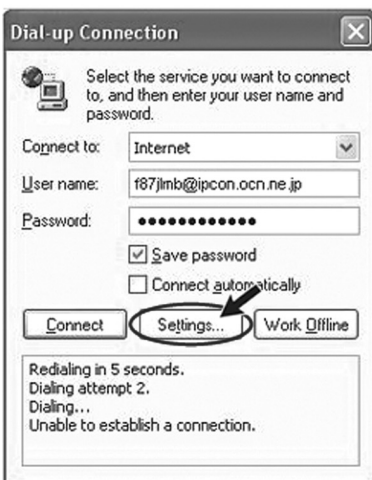 Dial-up Connection
Select the service you want to connect
to, and then enter your user name and
password.
Connect to: Internet
User name: f87jlmb@ipcon.ocn.ne.jp
Password: ●●●●●●●●●●●●
Save password
Connect automatically
Connect Settings... Work Offline
Redialing in 5 seconds.
Dialing attempt 2.
Dialing...
Unable to establish a connection.